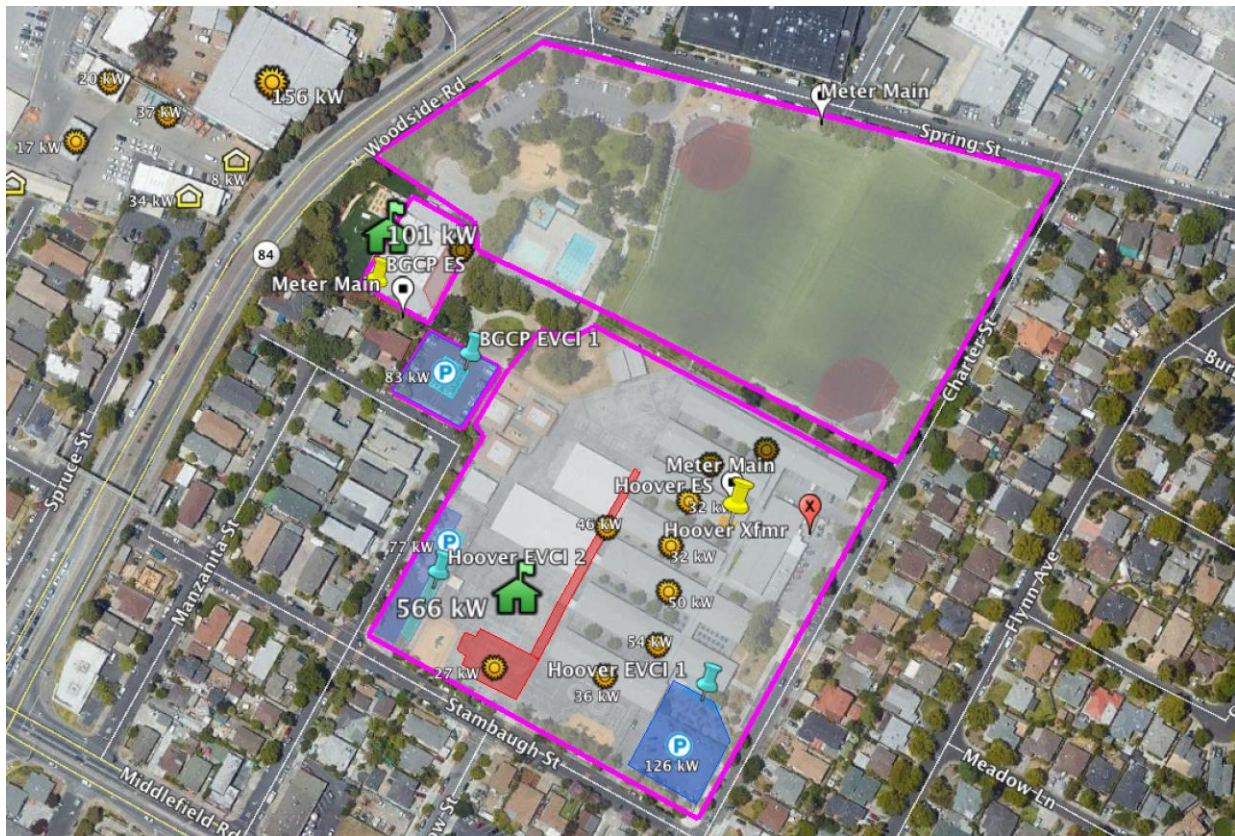 20 kW
156 kW
37 kW
17 kW
8 kW
34 kW
Woodside Rd
Meter Main
Spring St
84
101 kW
BGCP ES
Meter Main
BGCP EVCI 1
P
83 kW
Charter St
Spruce St
Manzanita St
Meter Main
Hoover ES
32 kW
X
46 kW
Hoover Xfmr
32 kW
P
77 kW
Hoover EVCI 2
566 kW
50 kW
Flynn Ave
54 kW
Hoover EVCI 1
27 kW
36 kW
Stambaugh St
P
126 kW
Meadow Ln
Middlefield Rd